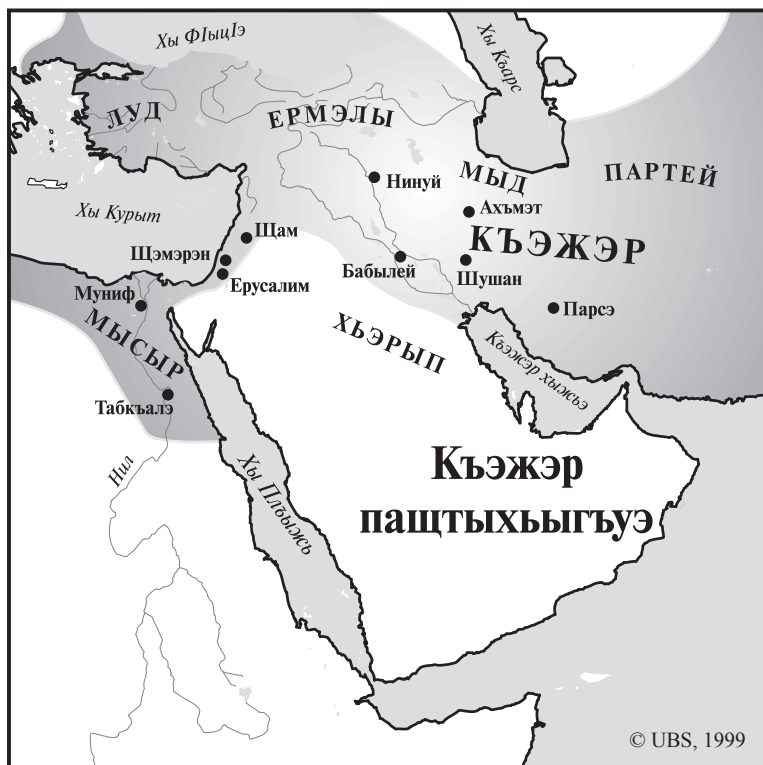 Хы ФӀыцӀэ
Хы Къарс
ЛУД
ЕРМЭЛЫ
МЫД
ПАРТЕЙ
Нинуй
Ахъмэт
Хы Курыт
Щам
КЪЭЖЭР
Щэмэрэн
Бабылей
Шушан
Ерусалим
Муниф
Парсэ
МЫСЫР
ХЬЭРЫП
Къэжэр хыжьэ
Табкъалэ
Нил
Хы Плъыжь
Къэжэр
пащтыхьыгъуэ
© UBS, 1999